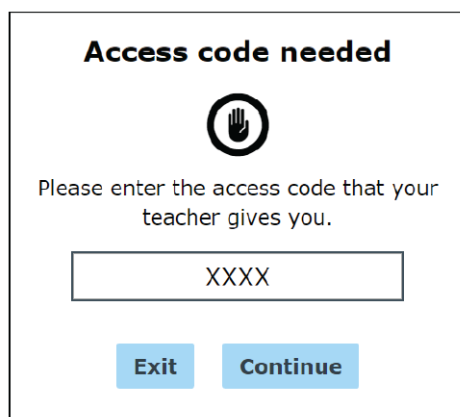 Access code needed
Please enter the access code that your
teacher gives you.
XXXX
Exit
Continue